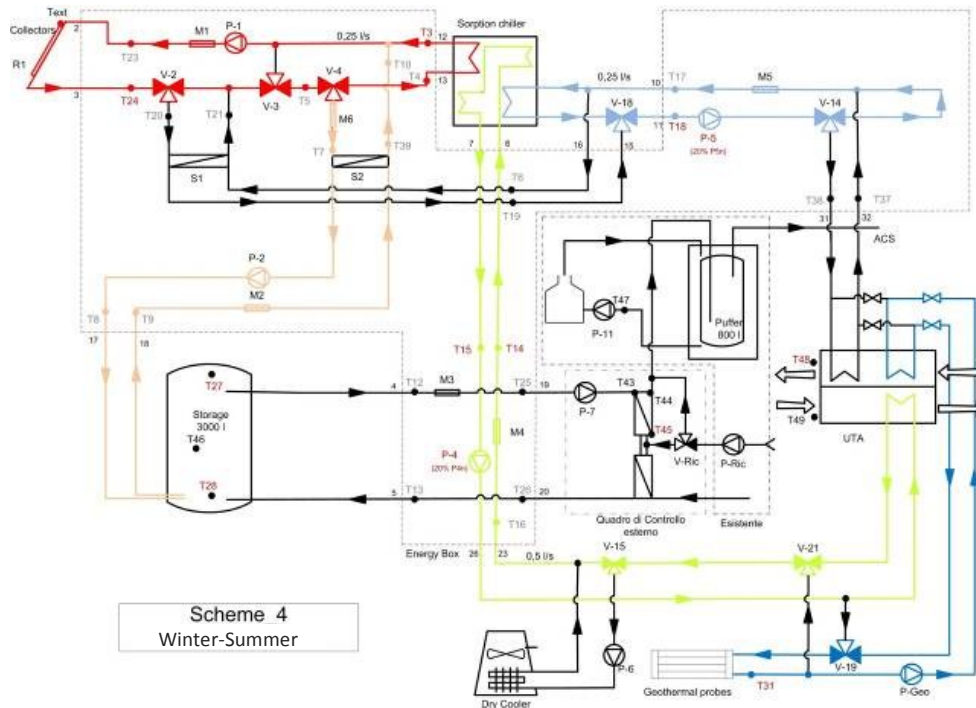 Text
Collectors
2
T23
M1
P-1
0,25 l/s
T3
12
Sorption chiller
R1
T10
13
T4
3
T24
V-2
V-3
T5
V-4
T20
T21
M6
T7
T39
S1
S2
7
8
16
15
0,25 l/s
10
T17
M5
V-18
11
T18
P-5
(20% P5n)
V-14
T6
T19
T38
T37
31
32
ACS
P-2
M2
T8
T9
17
18
T47
P-11
Puffer
800 l
T15
T14
T48
T49
UTA
T27
Storage
3000 l
T46
T28
4
T12
M3
T25
19
P-7
T43
T44
T45
V-Ric
P-Ric
M4
P-4
(20% P4n)
5
T13
T26
20
T16
Quadro di Controllo
esterno
Esistente
Energy Box
26
23
0,5 l/s
V-15
V-21
Scheme_4
Winter-Summer
P-6
Dry Cooler
V-19
T31
P-Geo
Geothermal probes